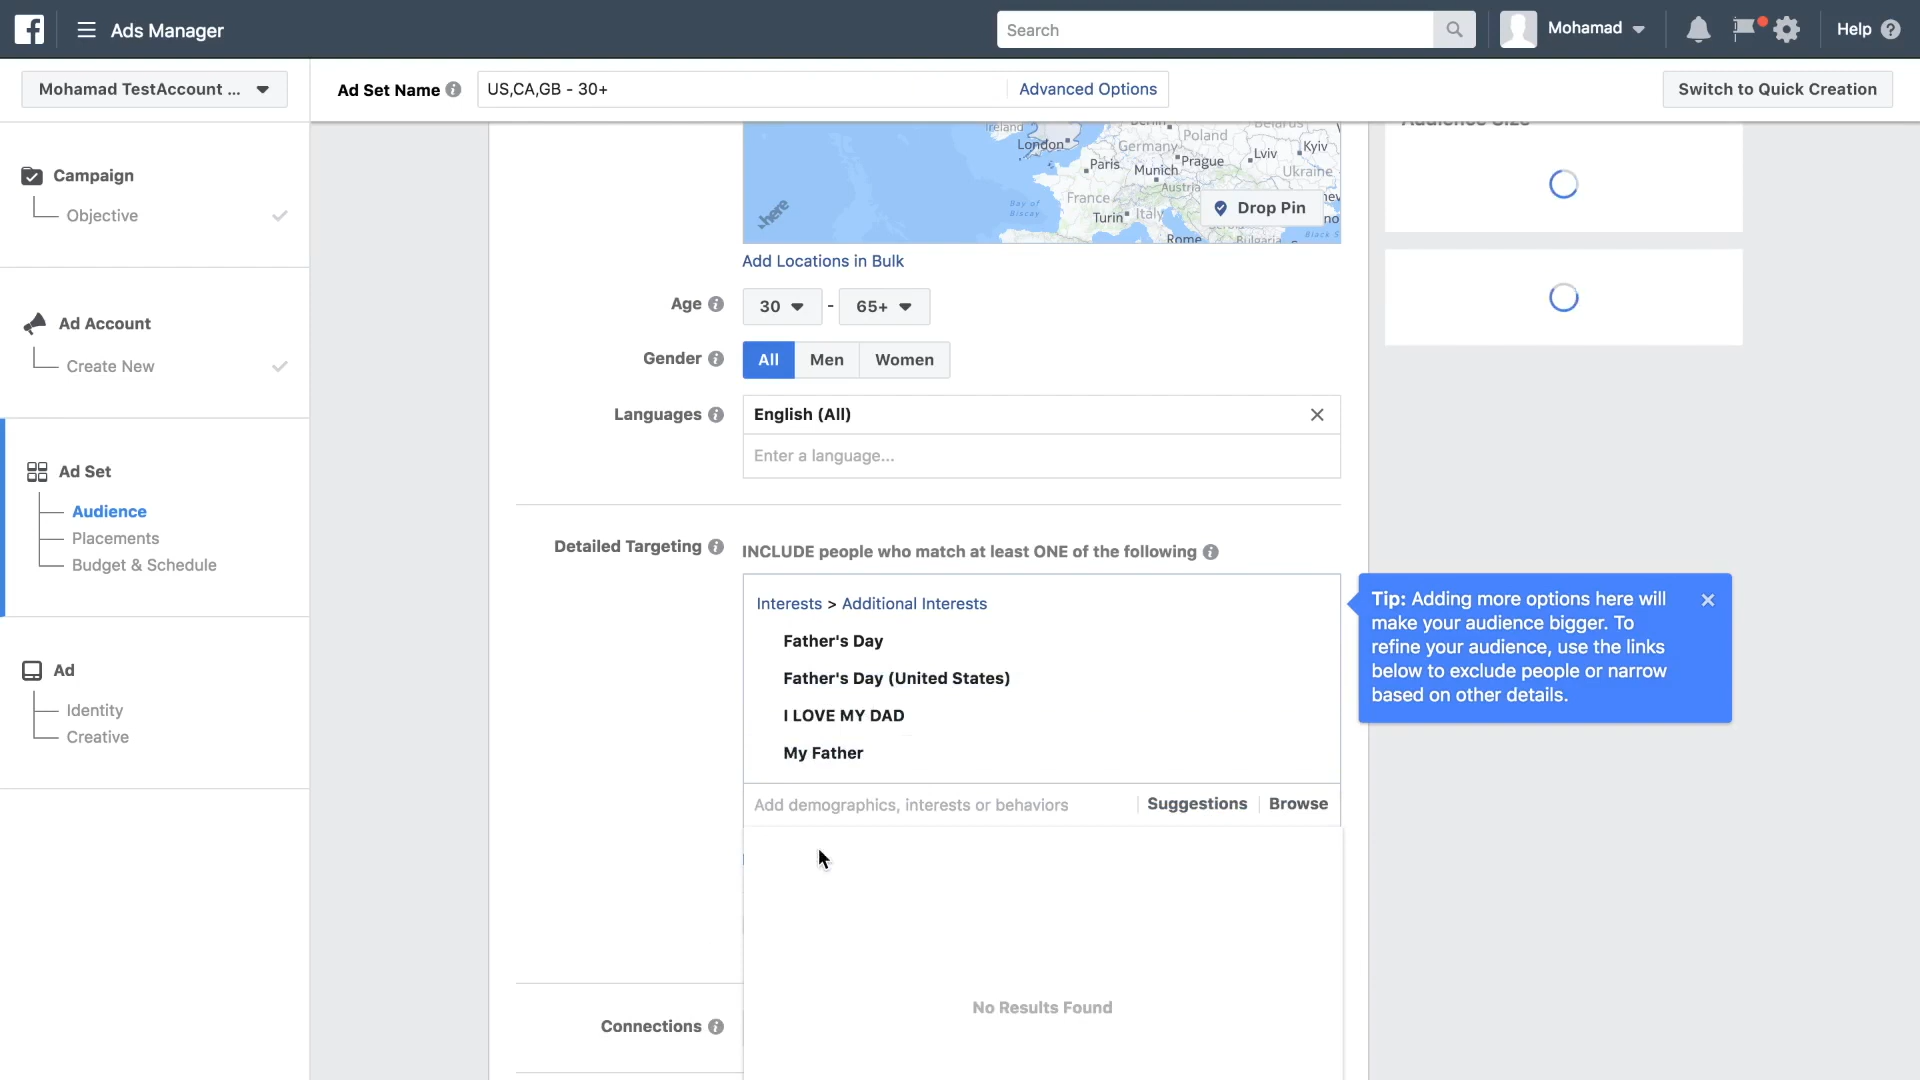 Ads Manager
Search
Mohamad
Help
Mohamad TestAccount ...
Ad Set Name
US,CA,GB - 30+
Advanced Options
Switch to Quick Creation
Campaign
Objective
Ad Account
Create New
Ad Set
Audience
Placements
Budget & Schedule
Ad
Identity
Creative
Ireland
London
Berlin
Poland
Belarus
Germany
Prague
Lviv
Kyiv
Paris
Munich
Ukraine
Austria
France
Bay of
Biscay
Turin
Italy
Rome
Bulgaria
Black S
here
Drop Pin
Add Locations in Bulk
Age
30
-
65+
Gender
All
Men
Women
Languages
English (All)
Enter a language...
Detailed Targeting
INCLUDE people who match at least ONE of the following
Interests > Additional Interests
Father's Day
Father's Day (United States)
I LOVE MY DAD
My Father
Add demographics, interests or behaviors
Suggestions
Browse
No Results Found
Connections
Audience Size
Tip: Adding more options here will
make your audience bigger. To
refine your audience, use the links
below to exclude people or narrow
based on other details.